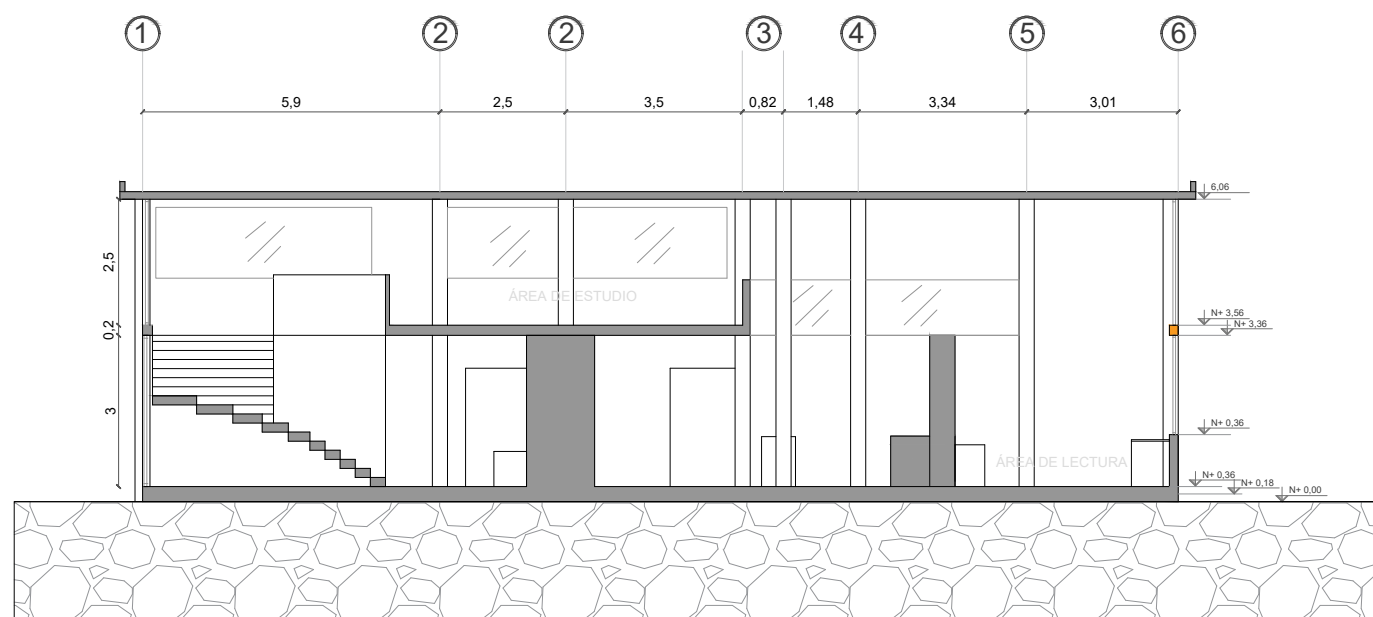 1 2 2 3 4 5 6
5,9 2,5 3,5 0,82 1,48 3,34 3,01
6,06
2,5
ÁREA DE ESTUDIO
N+ 3,56
0,2
N+ 3,36
3
N+ 0,36
ÁREA DE LECTURA
N+ 0,36
N+ 0,18
N+ 0,00